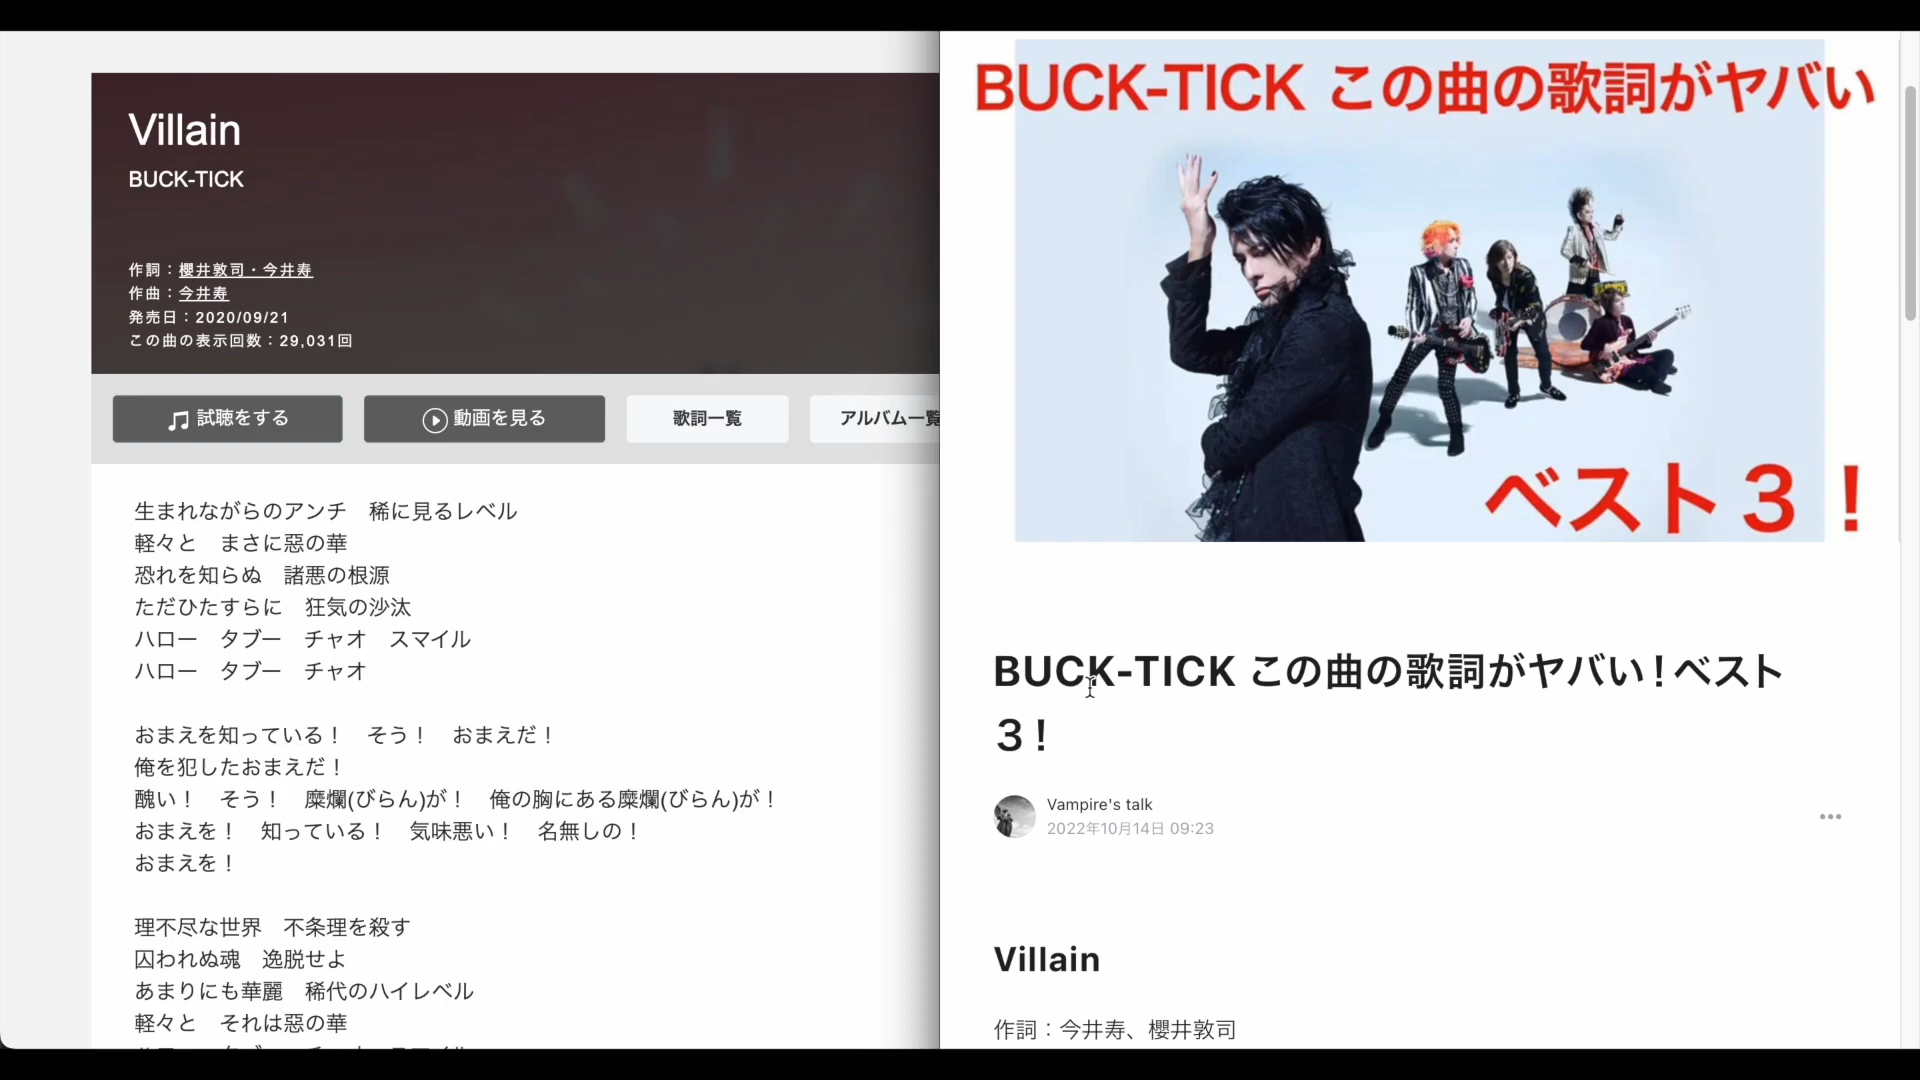 Villain
BUCK-TICK
作詞：櫻井敦司・今井寿
作曲：今井寿
発売日：2020/09/21
この曲の表示回数：29,031回
試聴をする
動画を見る
歌詞一覧
アルバム一覧
生まれながらのアンチ　稀に見るレベル
軽々と　まさに惡の華
恐れを知らぬ　諸悪の根源
ただひたすらに　狂気の沙汰
ハロー　タブー　チャオ　スマイル
ハロー　タブー　チャオ
おまえを知っている！　そう！　おまえだ！
俺を犯したおまえだ！
醜い！　そう！　糜爛(びらん)が！　俺の胸にある糜爛(びらん)が！
おまえを！　知っている！　気味悪い！　名無しの！
おまえを！
理不尽な世界　不条理を殺す
囚われぬ魂　逸脱せよ
あまりにも華麗　稀代のハイレベル
軽々と　それは惡の華
BUCK-TICK この曲の歌詞がヤバい
ベスト３！
BUCK-TICK この曲の歌詞がヤバい！ベスト
３！
Vampire's talk
2022年10月14日 09:23
Villain
作詞：今井寿、櫻井敦司